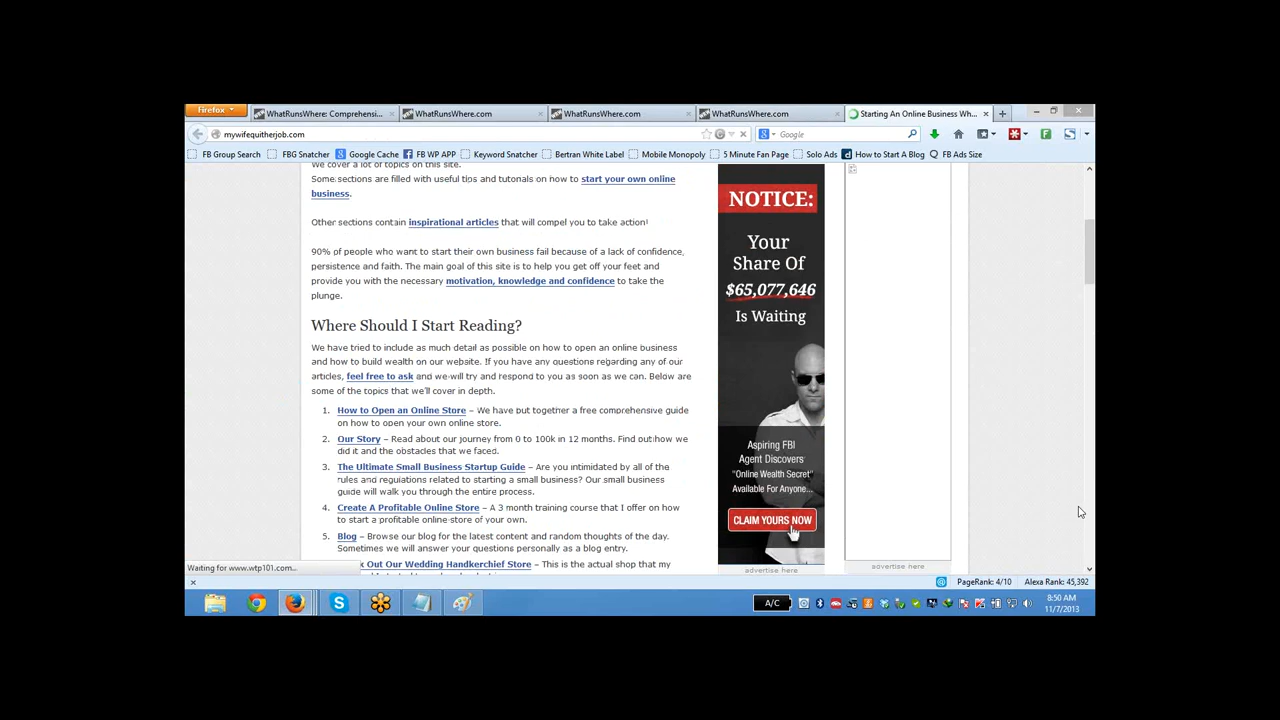 Firefox
WhatRunsWhere: Comprehensi...
WhatRunsWhere.com
WhatRunsWhere.com
WhatRunsWhere.com
Starting An Online Business Wh...
mywifequitherjob.com
Google
FB Group Search
FBG Snatcher
Google Cache
FB WP APP
Keyword Snatcher
Bertran White Label
Mobile Monopoly
5 Minute Fan Page
Solo Ads
How to Start A Blog
FB Ads Size
We cover a lot of topics on this site.
Some sections are filled with useful tips and tutorials on how to start your own online
business.
Other sections contain inspirational articles that will compel you to take action!
90% of people who want to start their own business fail because of a lack of confidence,
persistence and faith. The main goal of this site is to help you get off your feet and
provide you with the necessary motivation, knowledge and confidence to take the
plunge.
Where Should I Start Reading?
We have tried to include as much detail as possible on how to open an online business
and how to build wealth on our website. If you have any questions regarding any of our
articles, feel free to ask and we will try and respond to you as soon as we can. Below are
some of the topics that we'll cover in depth.
1. How to Open an Online Store – We have put together a free comprehensive guide
on how to open your own online store.
2. Our Story – Read about our journey from 0 to 100k in 12 months. Find out how we
did it and the obstacles that we faced.
3. The Ultimate Small Business Startup Guide – Are you intimidated by all of the
rules and regulations related to starting a small business? Our small business
guide will walk you through the entire process.
4. Create A Profitable Online Store – A 3 month training course that I offer on how
to start a profitable online store of your own.
5. Blog – Browse our blog for the latest content and random thoughts of the day.
Sometimes we will answer your questions personally as a blog entry.
k Out Our Wedding Handkerchief Store – This is the actual shop that my
NOTICE:
Your
Share Of
$65,077,646
Is Waiting
Aspiring FBI
Agent Discovers
"Online Wealth Secret"
Available For Anyone...
CLAIM YOURS NOW
advertise here
advertise here
Waiting for www.wtp101.com...
PageRank: 4/10
Alexa Rank: 45,392
A/C
8:50 AM
11/7/2013